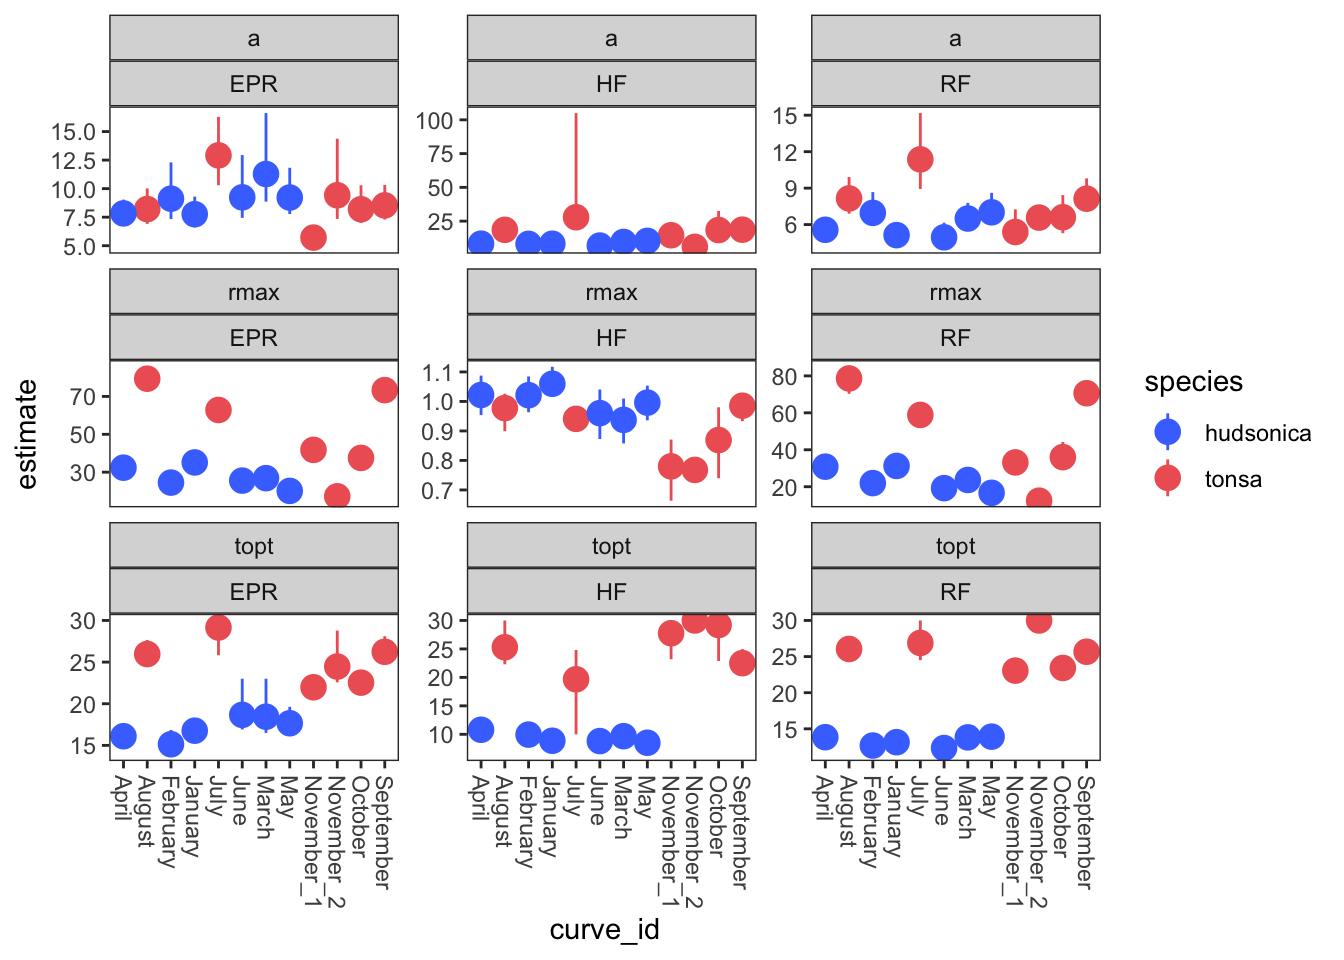 a
a
a
EPR
HF
RF
15.0
12.5
10.0
7.5
5.0
100
75
50
25
15
12
9
6
rmax
rmax
rmax
EPR
HF
RF
70
50
30
1.1
1.0
0.9
0.8
0.7
80
60
40
20
topt
topt
topt
EPR
HF
RF
30
25
20
15
30
25
20
15
10
30
25
20
15
April
August
February
January
July
June
March
May
November_1
November_2
October
September
April
August
February
January
July
June
March
May
November_1
November_2
October
September
April
August
February
January
July
June
March
May
November_1
November_2
October
September
estimate
curve_id
species
hudsonica
tonsa